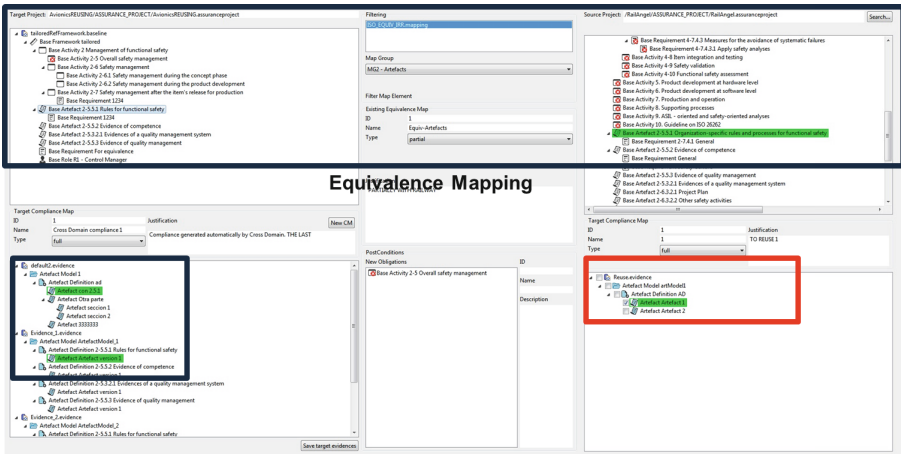 Target Project: AvionicsREUSING/ASSURANCE_PROJECT/AvionicsREUSING.assuranceproject
tailoredRefFramework.baseline
Base Framework tailored
Base Activity 2 Management of functional safety
Base Activity 2-5 Overall safety management
Base Activity 2-6 Safety management
Base Activity 2-6.1 Safety management during the concept phase
Base Activity 2-6.2 Safety management during the product development
Base Activity 2-7 Safety management after the item's release for production
Base Requirement 1234
Base Artefact 2-5.5.1 Rules for functional safety
Base Requirement 1234
Base Artefact 2-5.5.2 Evidence of competence
Base Artefact 2-5.3.2.1 Evidences of a quality management system
Base Artefact 2-5.5.3 Evidence of quality management
Base Requirement For equivalence
Base Role R1 - Control Manager
Filtering
ISO_EQUIV_IRR.mapping
Map Group
MG2 - Artefacts
Filter Map Element
Existing Equivalence Map
ID 1
Name Equiv-Artefacts
Type partial
Source Project: /RailAngel/ASSURANCE_PROJECT/RailAngel.assuranceproject
Search...
Base Requirement 4-7.4.3 Measures for the avoidance of systematic failures
Base Requirement 4-7.4.3.1 Apply safety analyses
Base Activity 4-8 Item integration and testing
Base Activity 4-9 Safety validation
Base Activity 4-10 Functional safety assessment
Base Activity 5. Product development at hardware level
Base Activity 6. Product development at software level
Base Activity 7. Production and operation
Base Activity 8. Supporting processes
Base Activity 9. ASIL - oriented and safety-oriented analyses
Base Activity 10. Guideline on ISO 26262
Base Artefact 2-5.5.1 Organization-specific rules and processes for functional safety
Base Requirement 2-7.4.1 General
Base Artefact 2-5.5.2 Evidence of competence
Base Requirement General
Base Artefact 2-5.5.3 Evidence of quality management
Base Artefact 2-5.3.2.1 Evidences of a quality management system
Base Artefact 2-6.3.2.1 Project Plan
Base Artefact 2-6.3.2.2 Other safety activities
Equivalence Mapping
Target Compliance Map
ID 1 Justification New CM
Name Cross Domain compliance 1
Compliance generated automatically by Cross Domain. THE LAST
Type full
default2.evidence
Artefact Model 1
Artefact Definition ad
Artefact ccn 2.5.1
Artefact Otra parte
Artefact seccion 1
Artefact seccion 2
Artefact 3333333
Evidence_1.evidence
Artefact Model ArtefactModel_1
Artefact Definition 2-5.5.1 Rules for functional safety
Artefact Artefact version 1
Artefact Definition 2-5.5.2 Evidence of competence
Artefact Artefact version 1
Artefact Definition 2-5.3.2.1 Evidences of a quality management system
Artefact Artefact version 1
Artefact Definition 2-5.5.3 Evidence of quality management
Artefact Artefact version 1
Evidence_2.evidence
Artefact Model ArtefactModel_2
Artefact Definition 2-5.5.1 Rules for functional safety
Save target evidences
PostConditions
New Obligations
Base Activity 2-5 Overall safety management
ID
Name
Description
Target Compliance Map
ID 1 Justification
Name 1 TO REUSE 1
Type full
Reuse.evidence
Artefact Model artModel1
Artefact Definition AD
Artefact Artefact 1
Artefact Artefact 2